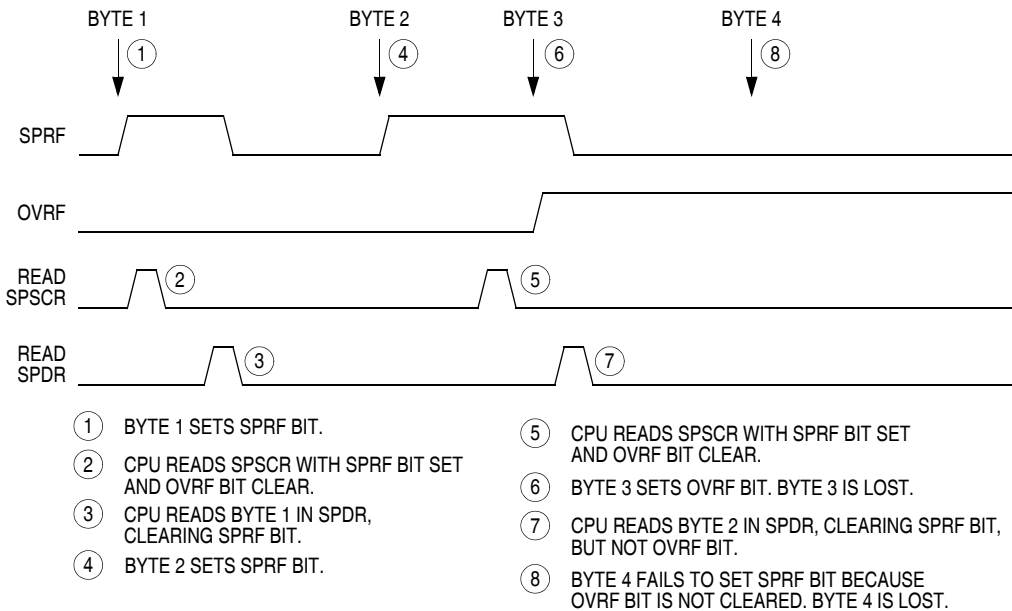 BYTE 1 BYTE 2 BYTE 3 BYTE 4
1 4 6 8
SPRF
OVRF
READ
SPSCR
2 5
READ
SPDR
3 7
1 BYTE 1 SETS SPRF BIT.
2 CPU READS SPSCR WITH SPRF BIT SET
AND OVRF BIT CLEAR.
3 CPU READS BYTE 1 IN SPDR,
CLEARING SPRF BIT.
4 BYTE 2 SETS SPRF BIT.
5 CPU READS SPSCR WITH SPRF BIT SET
AND OVRF BIT CLEAR.
6 BYTE 3 SETS OVRF BIT. BYTE 3 IS LOST.
7 CPU READS BYTE 2 IN SPDR, CLEARING SPRF BIT,
BUT NOT OVRF BIT.
8 BYTE 4 FAILS TO SET SPRF BIT BECAUSE
OVRF BIT IS NOT CLEARED. BYTE 4 IS LOST.